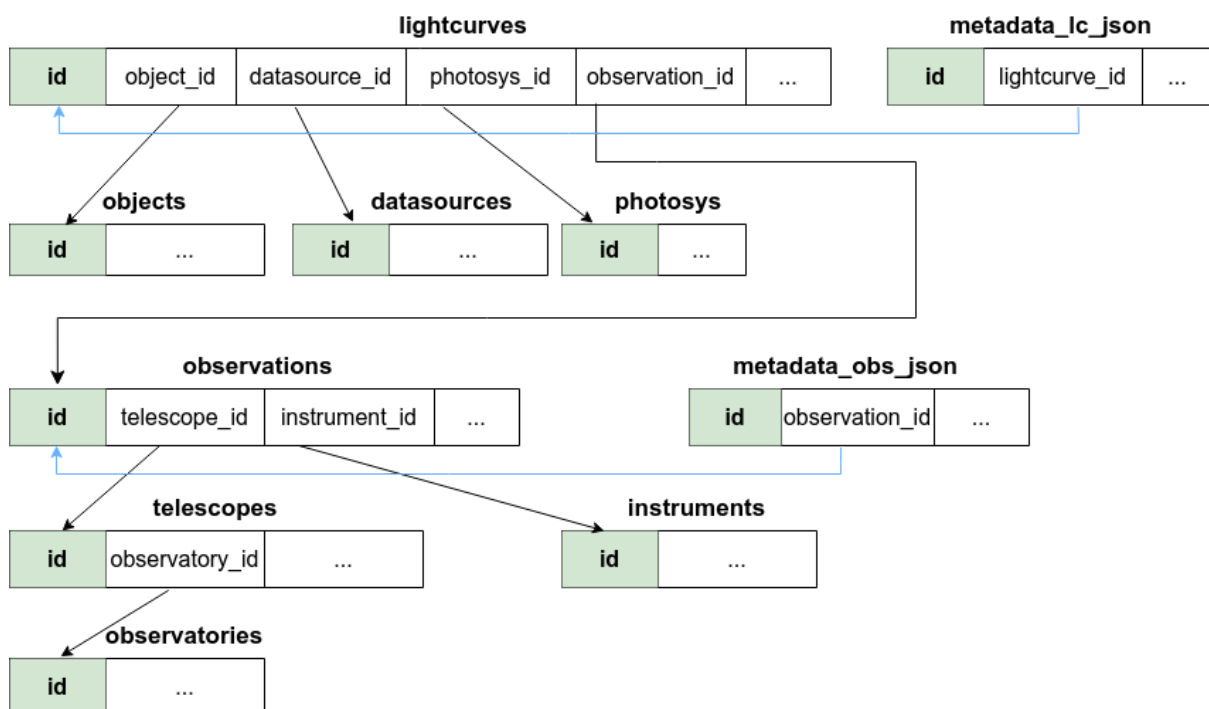 lightcurves metadata_lc_json
id object_id datasource_id photosys_id observation_id ... id lightcurve_id ...
objects datasources photosys
id ... id ... id ...
observations metadata_obs_json
id telescope_id instrument_id ... id observation_id ...
telescopes instruments
id observatory_id ... id ...
observatories
id ...